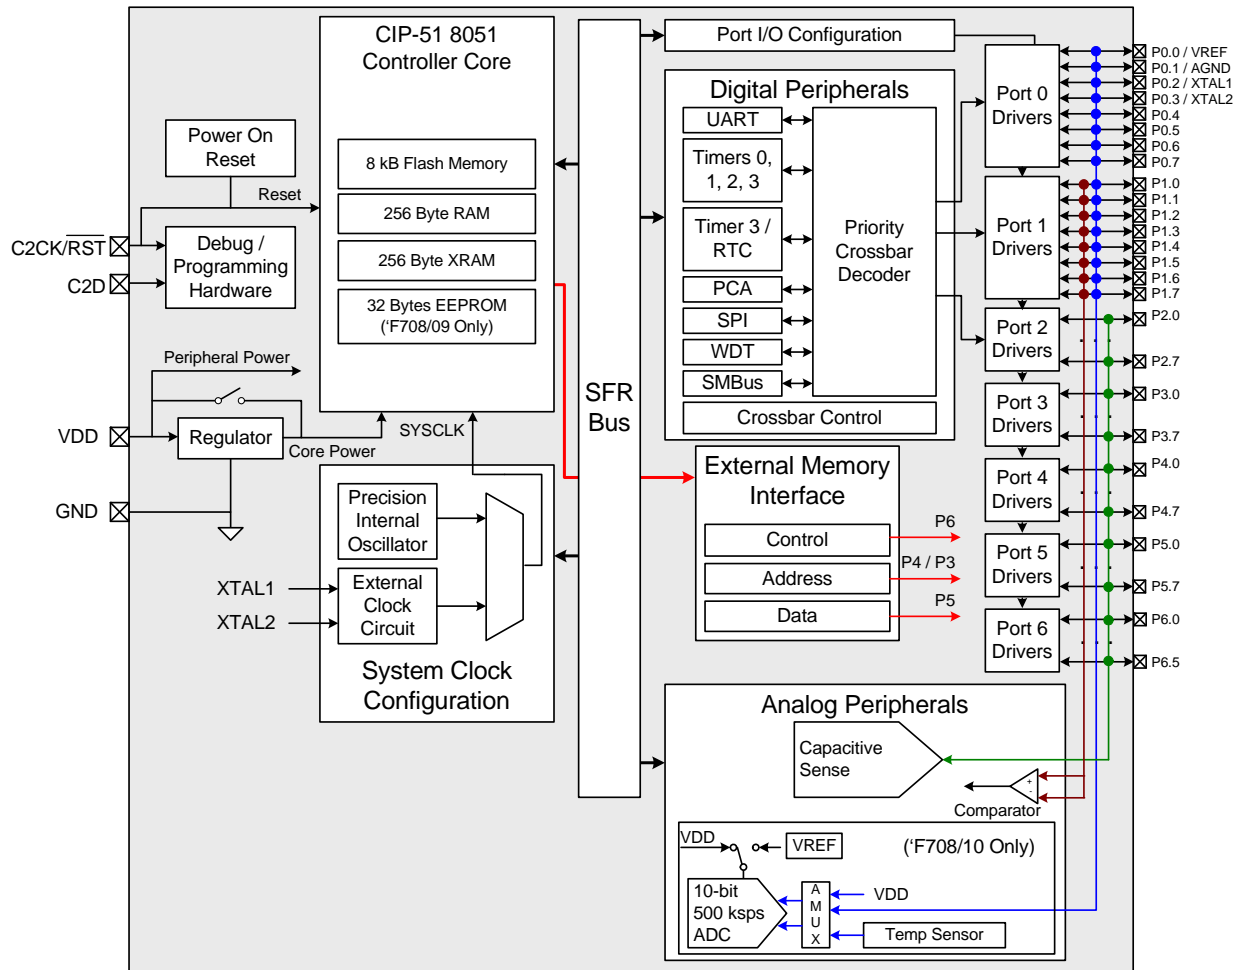 CIP-51 8051
Controller Core
Power On
Reset
8 kB Flash Memory
Reset
256 Byte RAM
C2CK/RST
Debug /
Programming
Hardware
256 Byte XRAM
C2D
32 Bytes EEPROM
(‘F708/09 Only)
Peripheral Power
VDD
Regulator
Core Power
SYSCLK
GND
Precision
Internal
Oscillator
XTAL1
XTAL2
External
Clock
Circuit
System Clock
Configuration
SFR
Bus
Port I/O Configuration
Digital Peripherals
UART
Timers 0,
1, 2, 3
Timer 3 /
RTC
PCA
SPI
WDT
SMBus
Priority
Crossbar
Decoder
Crossbar Control
External Memory
Interface
Control
Address
Data
P6
P4 / P3
P5
Port 0
Drivers
Port 1
Drivers
Port 2
Drivers
Port 3
Drivers
Port 4
Drivers
Port 5
Drivers
Port 6
Drivers
P0.0 / VREF
P0.1 / AGND
P0.2 / XTAL1
P0.3 / XTAL2
P0.4
P0.5
P0.6
P0.7
P1.0
P1.1
P1.2
P1.3
P1.4
P1.5
P1.6
P1.7
P2.0
P2.7
P3.0
P3.7
P4.0
P4.7
P5.0
P5.7
P6.0
P6.5
Analog Peripherals
Capacitive
Sense
+
-
Comparator
VDD
VREF
(‘F708/10 Only)
10-bit
500 ksps
ADC
A
M
U
X
VDD
Temp Sensor